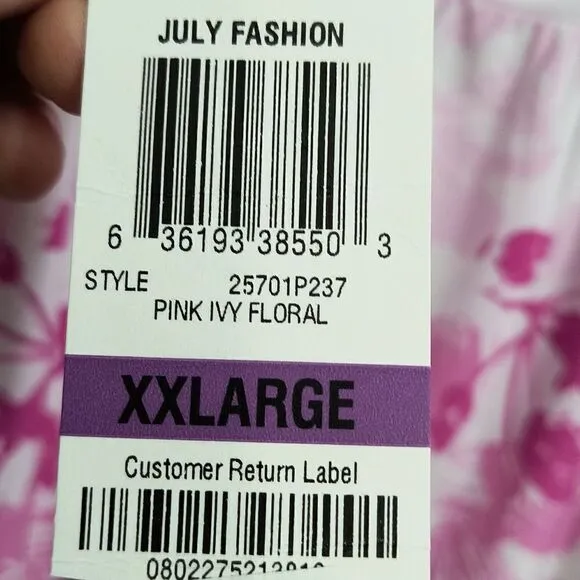 JULY FASHION
6 36193 38550 3
STYLE 25701P237
PINK IVY FLORAL
XXLARGE
Customer Return Label